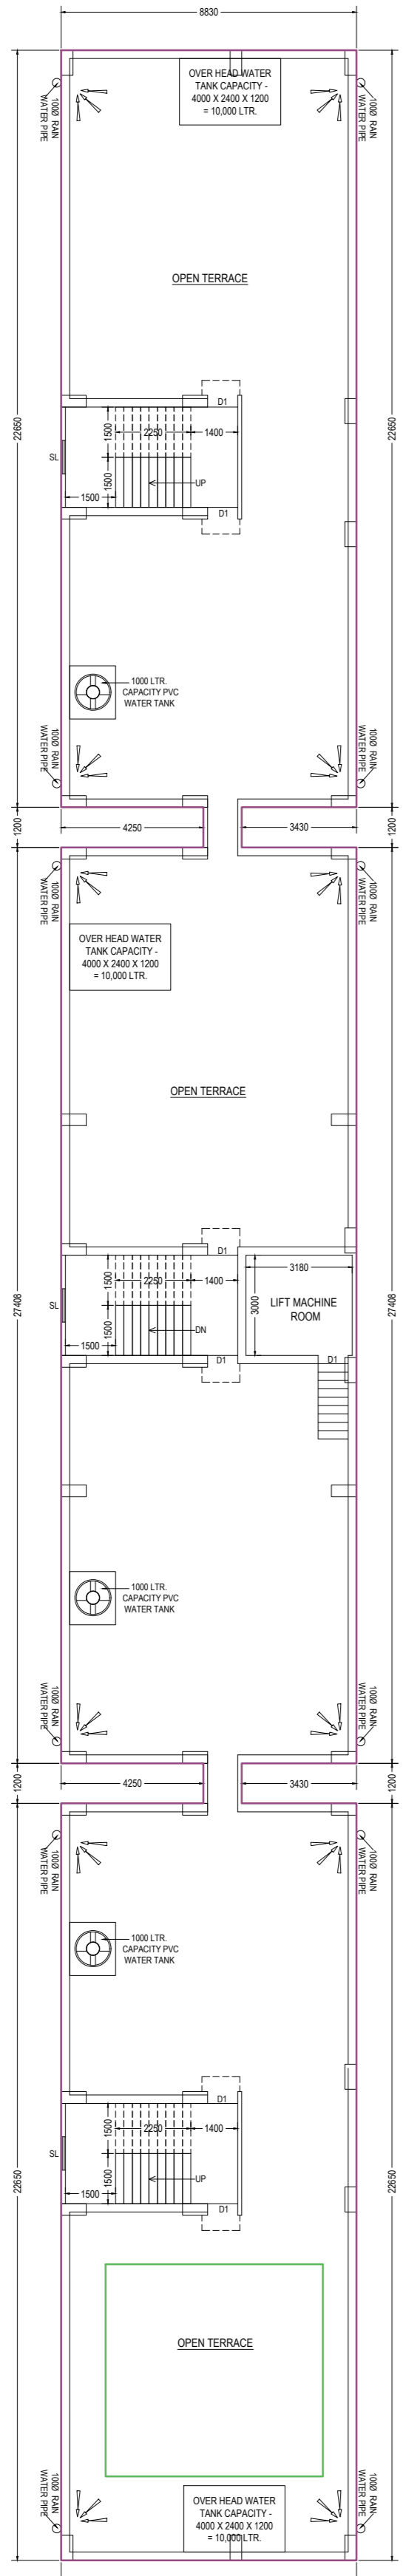 8830
OVER HEAD WATER
TANK CAPACITY -
4000 X 2400 X 1200
= 10,000 LTR.
100Ø RAIN
WATER PIPE
100Ø RAIN
WATER PIPE
OPEN TERRACE
22650
22650
D1
1500
2250
1400
SL
1500
1500
UP
D1
1000 LTR.
CAPACITY PVC
WATER TANK
100Ø RAIN
WATER PIPE
100Ø RAIN
WATER PIPE
1200
4250
3430
1200
100Ø RAIN
WATER PIPE
100Ø RAIN
WATER PIPE
OVER HEAD WATER
TANK CAPACITY -
4000 X 2400 X 1200
= 10,000 LTR.
OPEN TERRACE
27408
27408
D1
1500
2250
1400
3180
3000
LIFT MACHINE
ROOM
SL
1500
1500
DN
D1
D1
1000 LTR.
CAPACITY PVC
WATER TANK
100Ø RAIN
WATER PIPE
100Ø RAIN
WATER PIPE
1200
4250
3430
1200
100Ø RAIN
WATER PIPE
100Ø RAIN
WATER PIPE
1000 LTR.
CAPACITY PVC
WATER TANK
22650
22650
D1
1500
2250
1400
SL
1500
1500
UP
D1
OPEN TERRACE
OVER HEAD WATER
TANK CAPACITY -
4000 X 2400 X 1200
= 10,000 LTR.
100Ø RAIN
WATER PIPE
100Ø RAIN
WATER PIPE